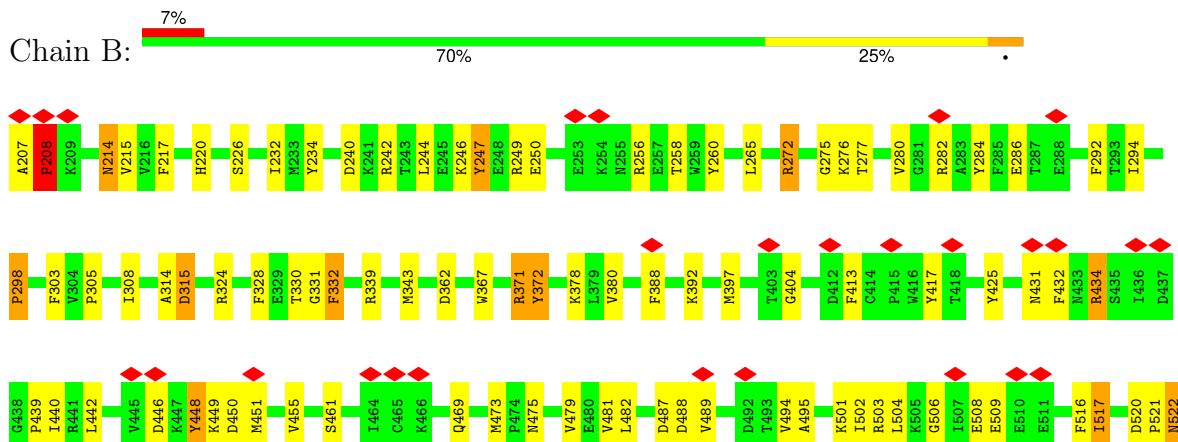 7%
Chain B:
70% 25% •
A207 P208 K209 N214 V215 V216 F217 H220 S226 I232 M233 Y234 D240 K241 R242 T243 L244 E245 K246 Y247 E248 R249 E250 E253 K254 N255 R256 E257 T258 W259 Y260 L265 R272 G275 K276 T277 V280 G281 R282 A283 Y284 F285 E286 T287 E288 F292 T293 I294
P298 F303 V304 P305 I308 A314 D315 R324 F328 E329 T330 G331 F332 R339 M343 D362 W367 R371 Y372 K378 L379 V380 F388 K392 M397 T403 G404 D412 F413 C414 P415 W416 Y417 T418 Y425 N431 F432 N433 R434 S435 I436 D437
G438 P439 I440 R441 L442 V445 D446 K447 Y448 K449 D450 M451 V455 S461 I464 C465 K466 Q469 M473 P474 N475 V479 E480 V481 L482 D487 D488 V489 D492 T493 V494 A495 K501 I502 R503 L504 K505 G506 I507 E508 E509 E510 E511 F516 I517 D520 P521 N522